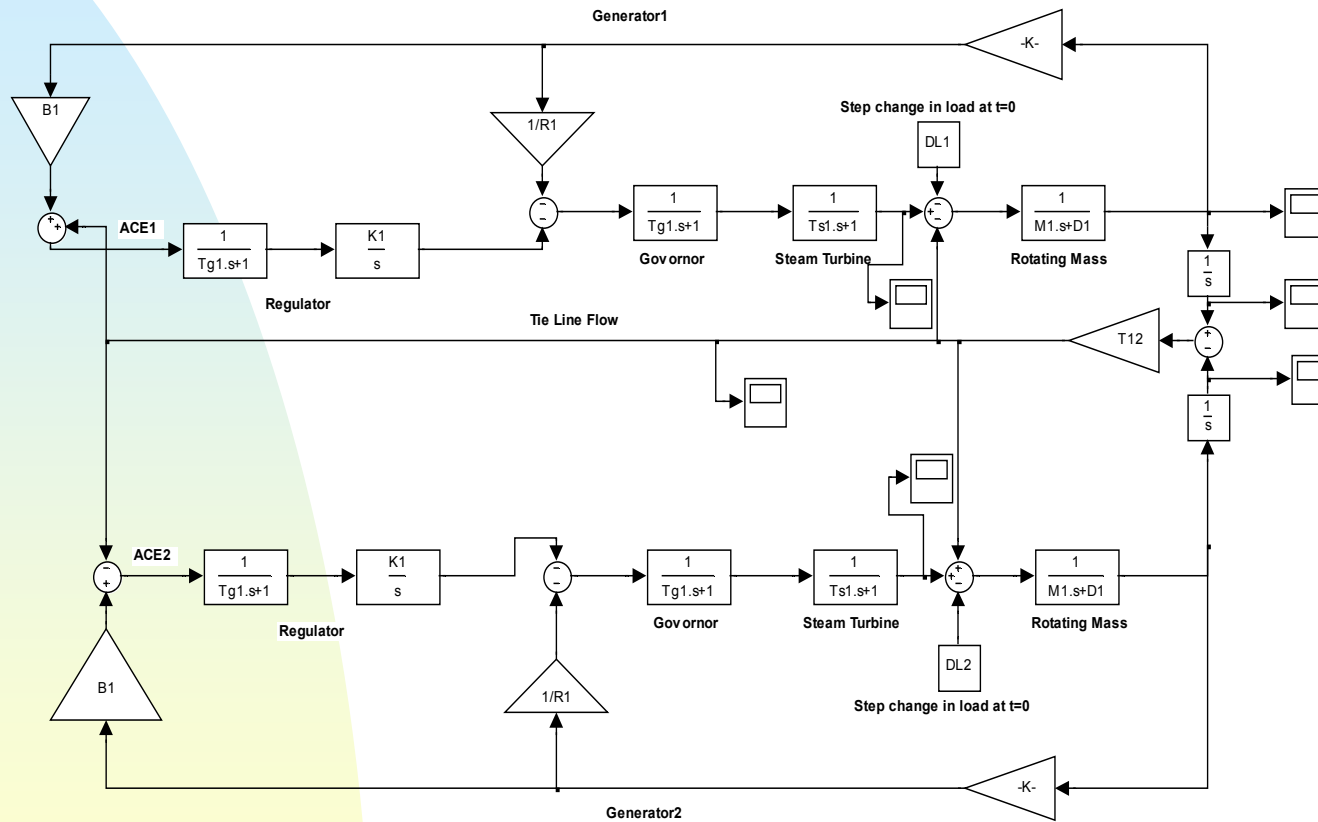 Generator1
-K-
B1
1/R1
Step change in load at t=0
DL1
+
+
ACE1
1
Tg1.s+1
K1
s
-
-
1
Tg1.s+1
Govornor
1
Ts1.s+1
Steam Turbine
+
-
-
1
M1.s+D1
Rotating Mass
1
s
Regulator
Tie Line Flow
T12
+
-
1
s
-
+
ACE2
1
Tg1.s+1
K1
s
-
-
1
Tg1.s+1
Govornor
1
Ts1.s+1
Steam Turbine
+
+
-
1
M1.s+D1
Rotating Mass
Regulator
B1
1/R1
DL2
Step change in load at t=0
-K-
Generator2